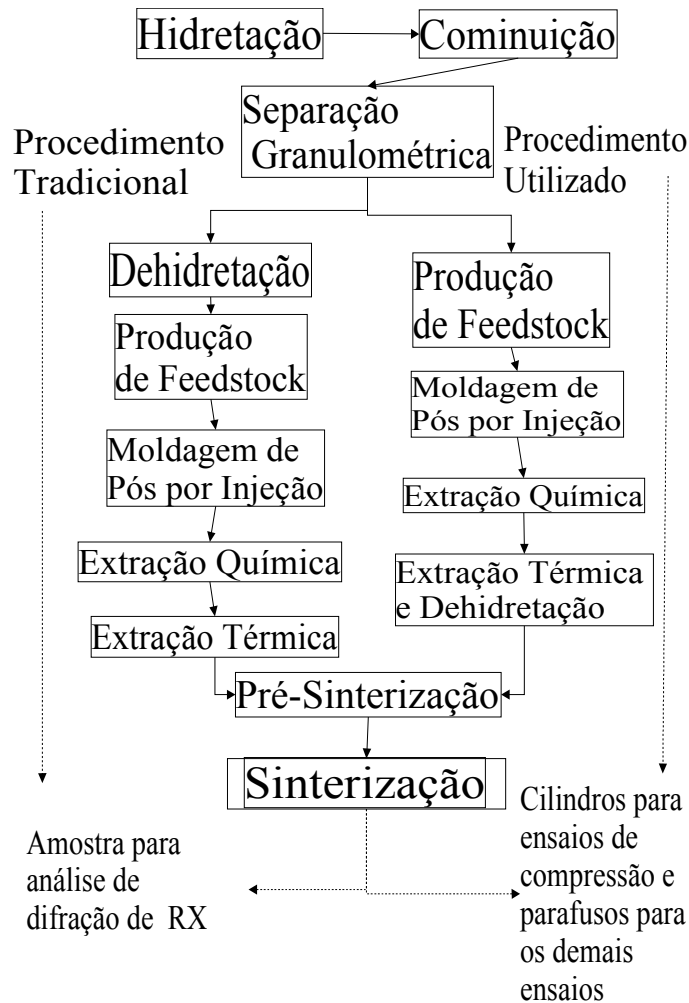 Hidretação
Cominuição
Separação
Granulométrica
Procedimento
Tradicional
Procedimento
Utilizado
Dehidretação
Produção
de Feedstock
Moldagem de
Pós por Injeção
Extração Química
Extração Térmica
Produção
de Feedstock
Moldagem de
Pós por Injeção
Extração Química
Extração Térmica
e Dehidretação
Pré-Sinterização
Sinterização
Amostra para
análise de
difração de RX
Cilindros para
ensaios de
compressão e
parafusos para
os demais
ensaios